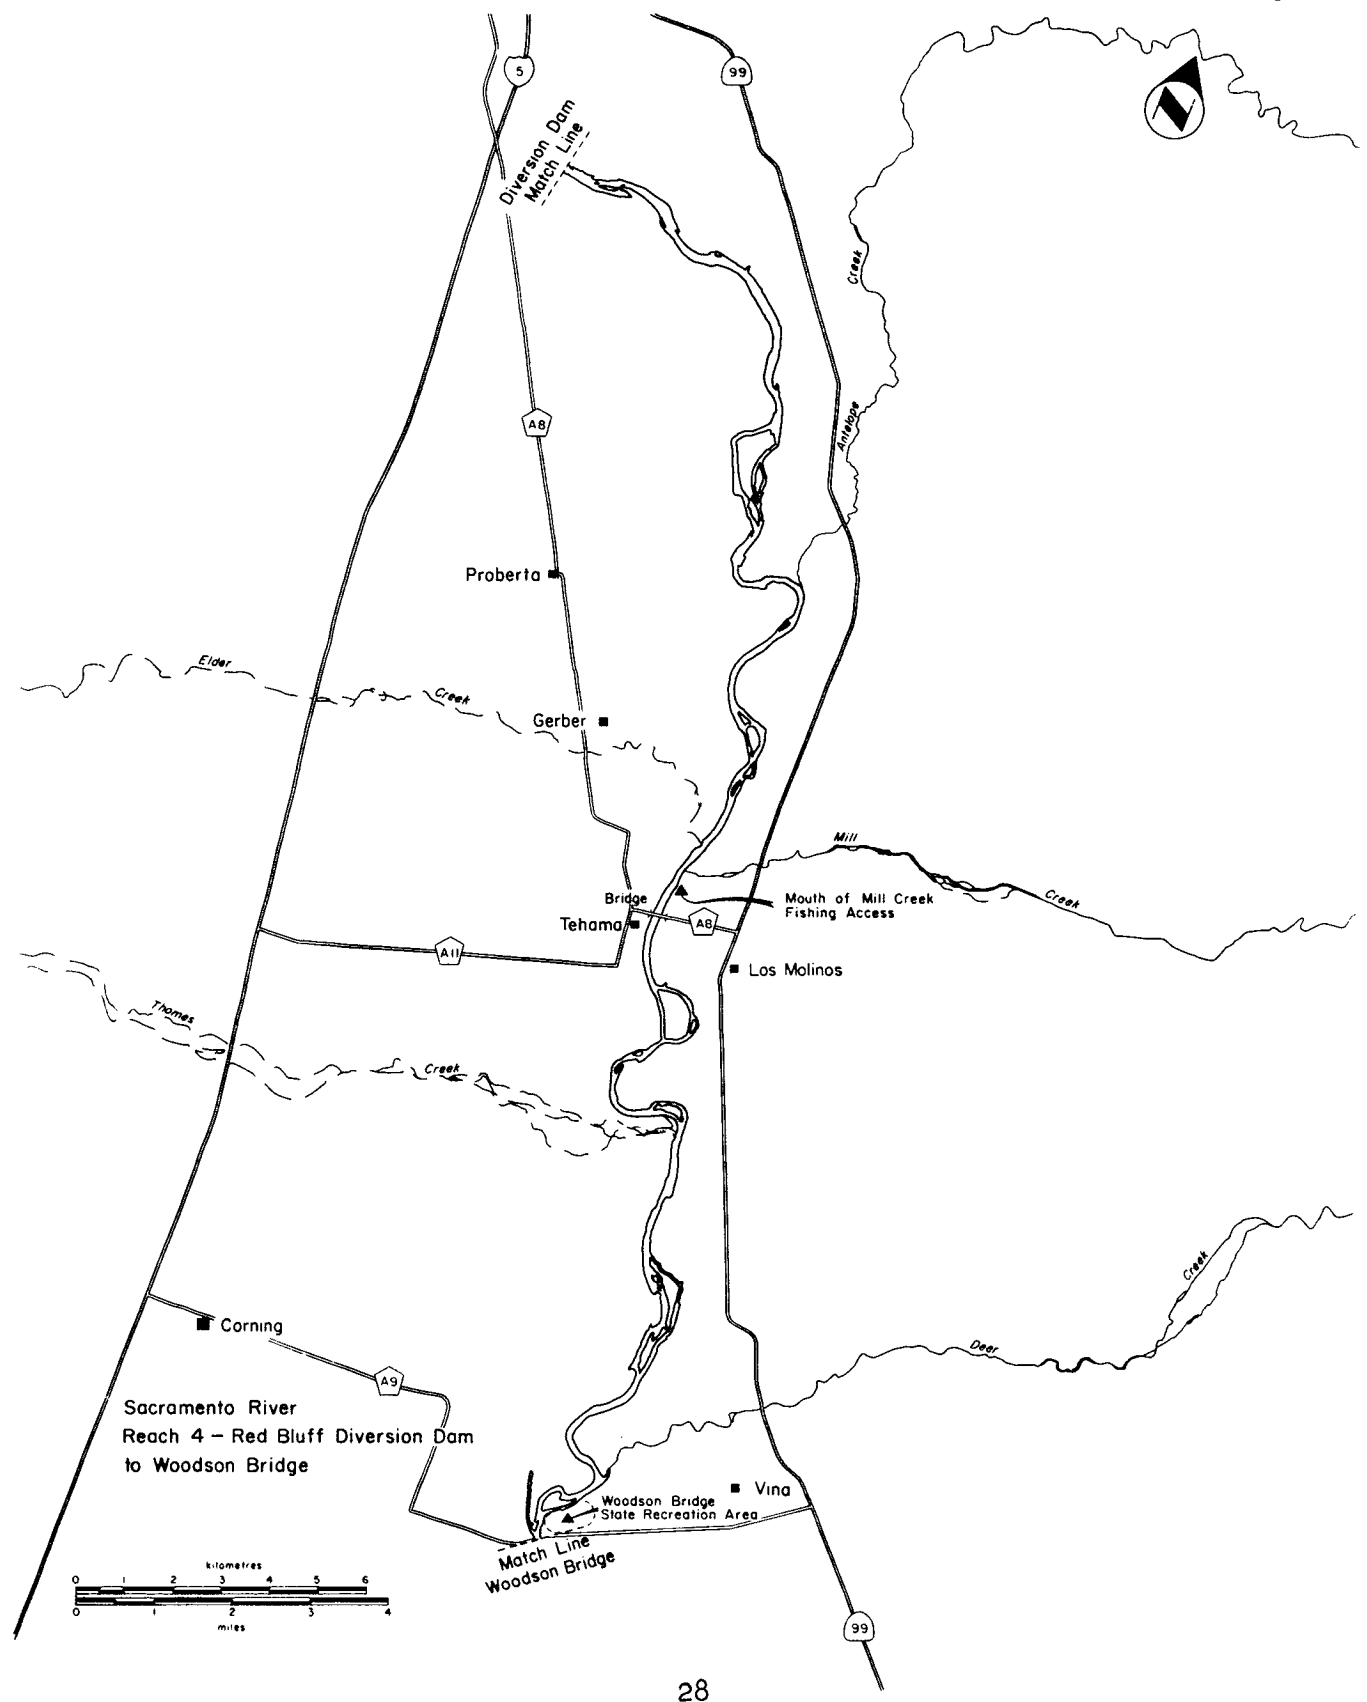 5
99
Diversion Dam
Match Line
Creek
Antelope
A8
Proberta
Elder
Creek
Gerber
Mill
Creek
Mouth of Mill Creek
Fishing Access
Bridge
Tehama
A8
A11
Los Molinos
Thomes
Creek
Creek
Deer
Corning
A9
Sacramento River
Reach 4 – Red Bluff Diversion Dam
to Woodson Bridge
Vina
Woodson Bridge
State Recreation Area
Match Line
Woodson Bridge
kilometres
0 1 2 3 4 5 6
0 1 2 3 4
miles
99
28